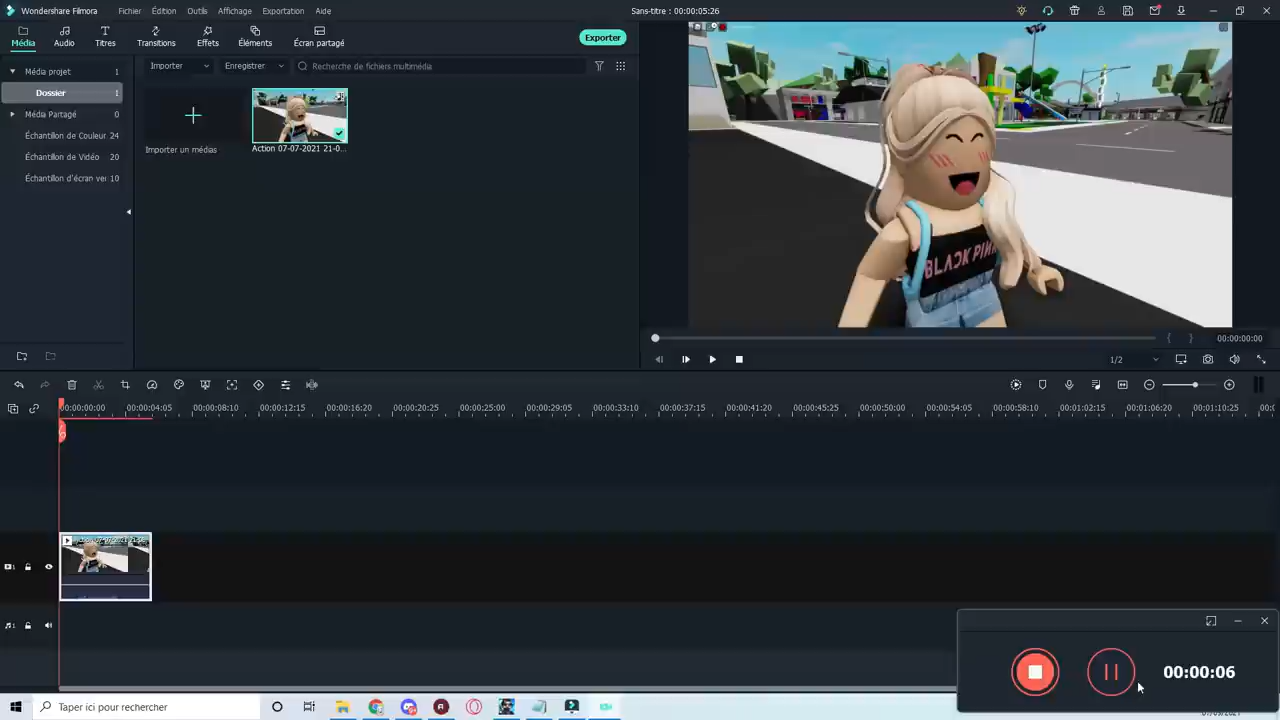 Wondershare Filmora
Fichier
Édition
Outils
Affichage
Exportation
Aide
Sans-titre : 00:00:05:26
Média
Audio
Titres
Transitions
Effets
Éléments
Écran partagé
Exporter
Média projet 1
Dossier 1
Média Partagé 0
Échantillon de Couleur 24
Échantillon de Vidéo 20
Échantillon d'écran ver 10
Importer
Enregistrer
Recherche de fichiers multimédia
Importer un médias
Action 07-07-2021 21-0...
BLACK PINK
00:00:00:00
1/2
00:00:00:00
00:00:04:05
00:00:08:10
00:00:12:15
00:00:16:20
00:00:20:25
00:00:25:00
00:00:29:05
00:00:33:10
00:00:37:15
00:00:41:20
00:00:45:25
00:00:50:00
00:00:54:05
00:00:58:10
00:01:02:15
00:01:06:20
00:01:10:25
00:0
00:00:06
Taper ici pour rechercher